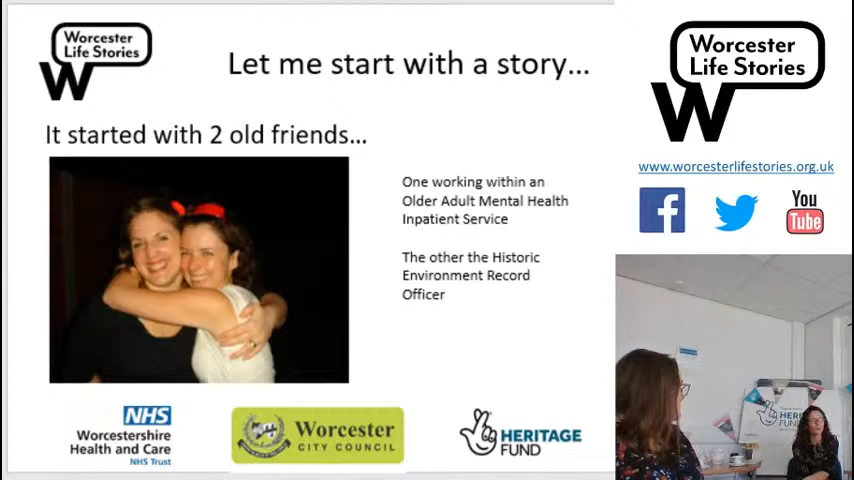 Worcester
Life Stories
W
Let me start with a story...
It started with 2 old friends...
One working within an
Older Adult Mental Health
Inpatient Service
The other the Historic
Environment Record
Officer
NHS
Worcestershire
Health and Care
NHS Trust
Worcester
CITY COUNCIL
HERITAGE
FUND
Worcester
Life Stories
W
www.worcesterlifestories.org.uk
f
You
Tube
HERITAGE
FUND